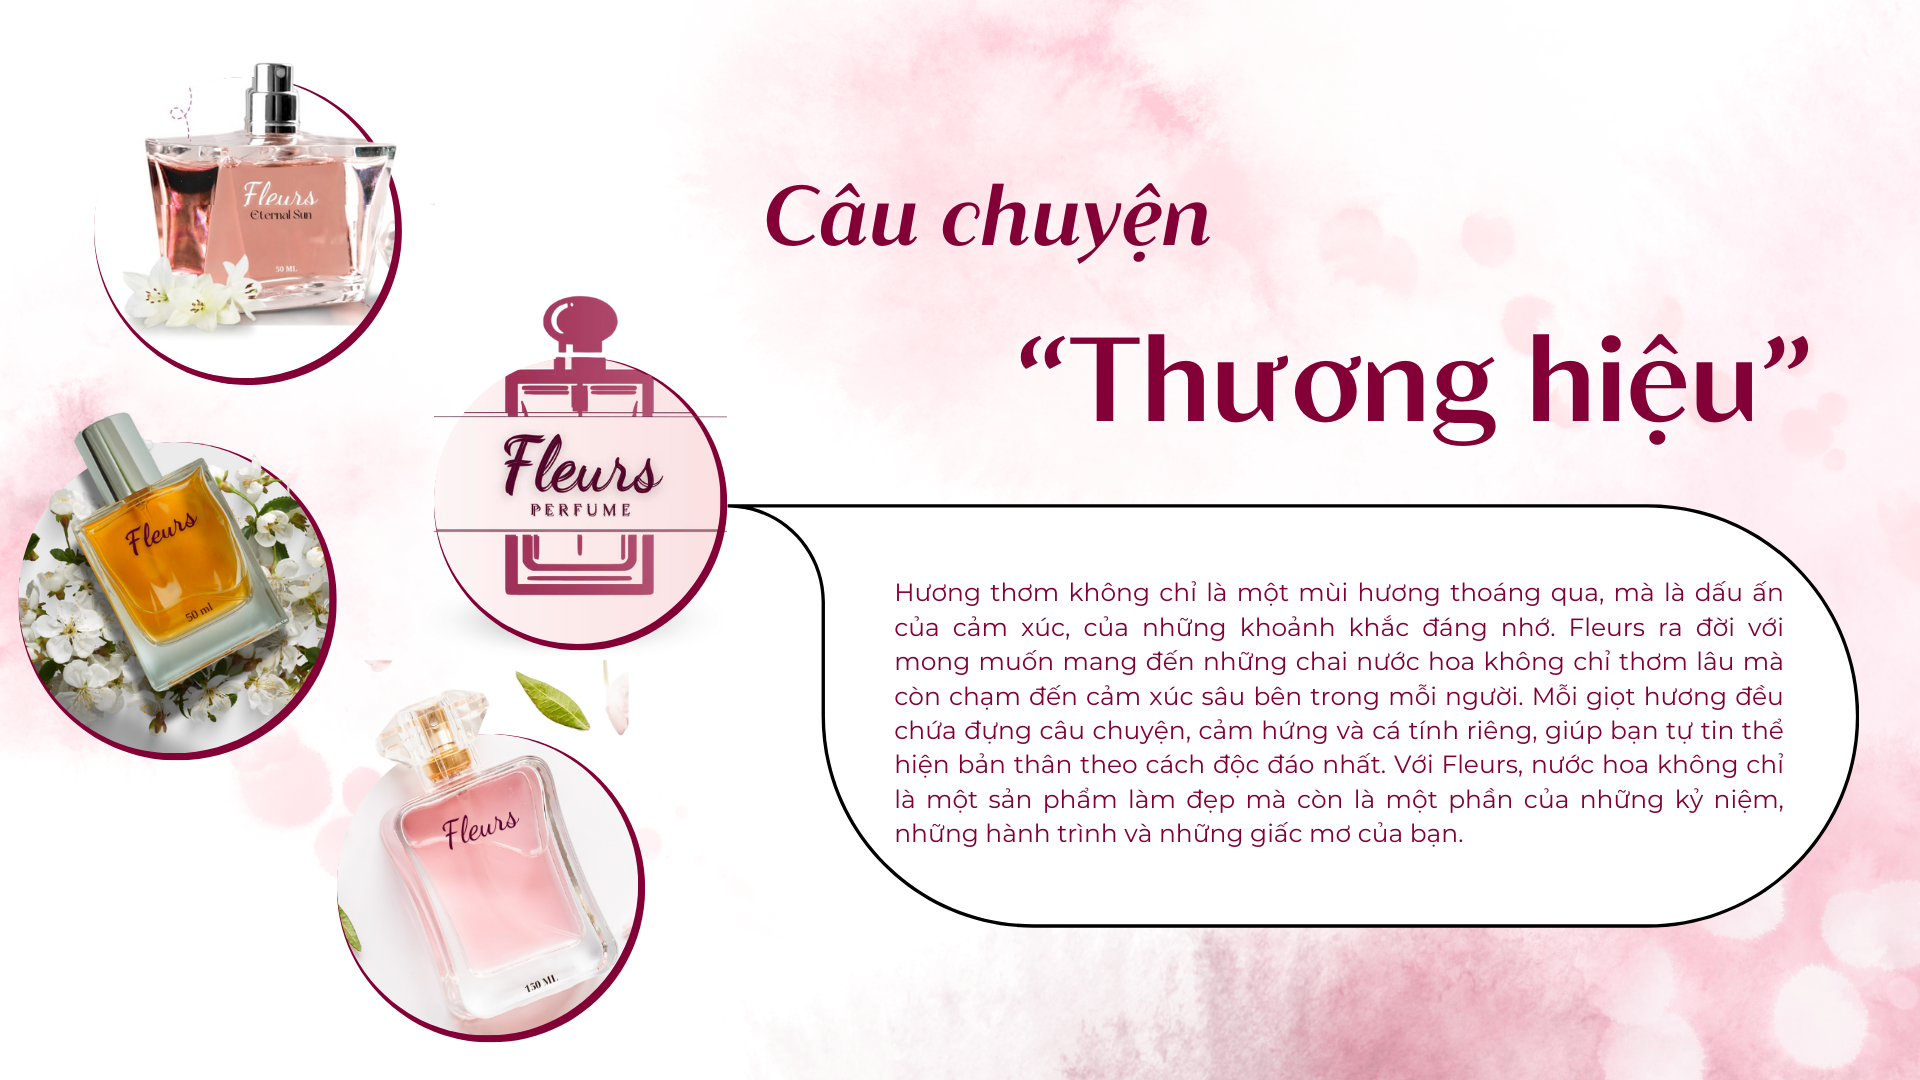 Câu chuyện
“Thương hiệu”
Fleurs
Eternal Sun
50 ML
Fleurs
PERFUME
Fleurs
50 ml
Fleurs
150 ML
Hương thơm không chỉ là một mùi hương thoáng qua, mà là dấu ấn
của cảm xúc, của những khoảnh khắc đáng nhớ. Fleurs ra đời với
mong muốn mang đến những chai nước hoa không chỉ thơm lâu mà
còn chạm đến cảm xúc sâu bên trong mỗi người. Mỗi giọt hương đều
chứa đựng câu chuyện, cảm hứng và cá tính riêng, giúp bạn tự tin thể
hiện bản thân theo cách độc đáo nhất. Với Fleurs, nước hoa không chỉ
là một sản phẩm làm đẹp mà còn là một phần của những kỷ niệm,
những hành trình và những giấc mơ của bạn.